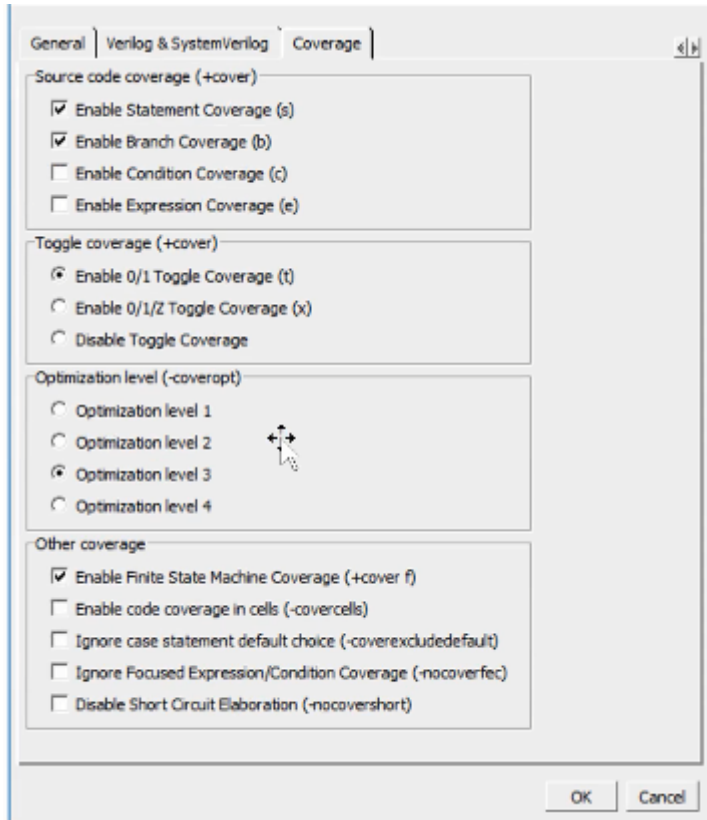 General
Verilog & SystemVerilog
Coverage
Source code coverage (+cover)
Enable Statement Coverage (s)
Enable Branch Coverage (b)
Enable Condition Coverage (c)
Enable Expression Coverage (e)
Toggle coverage (+cover)
Enable 0/1 Toggle Coverage (t)
Enable 0/1/Z Toggle Coverage (x)
Disable Toggle Coverage
Optimization level (-coveropt)
Optimization level 1
Optimization level 2
Optimization level 3
Optimization level 4
Other coverage
Enable Finite State Machine Coverage (+cover f)
Enable code coverage in cells (-covercells)
Ignore case statement default choice (-coverexcludedefault)
Ignore Focused Expression/Condition Coverage (-nocoverfec)
Disable Short Circuit Elaboration (-nocovershort)
OK
Cancel